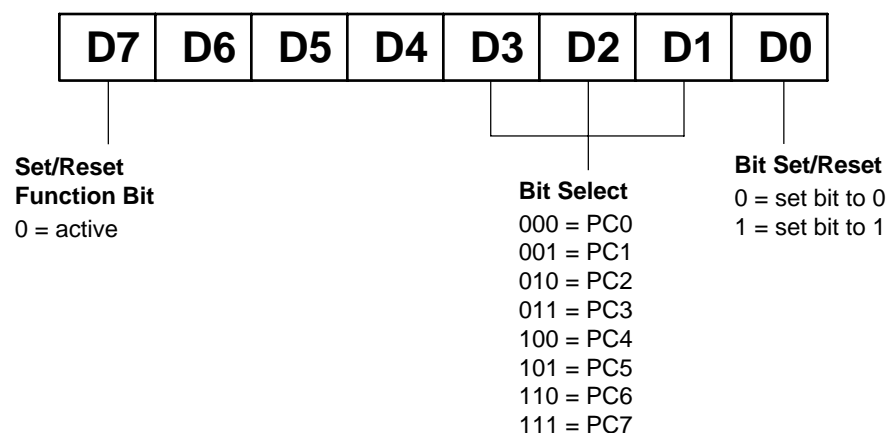 D7 D6 D5 D4 D3 D2 D1 D0
Set/Reset
Function Bit
0 = active
Bit Select
000 = PC0
001 = PC1
010 = PC2
011 = PC3
100 = PC4
101 = PC5
110 = PC6
111 = PC7
Bit Set/Reset
0 = set bit to 0
1 = set bit to 1